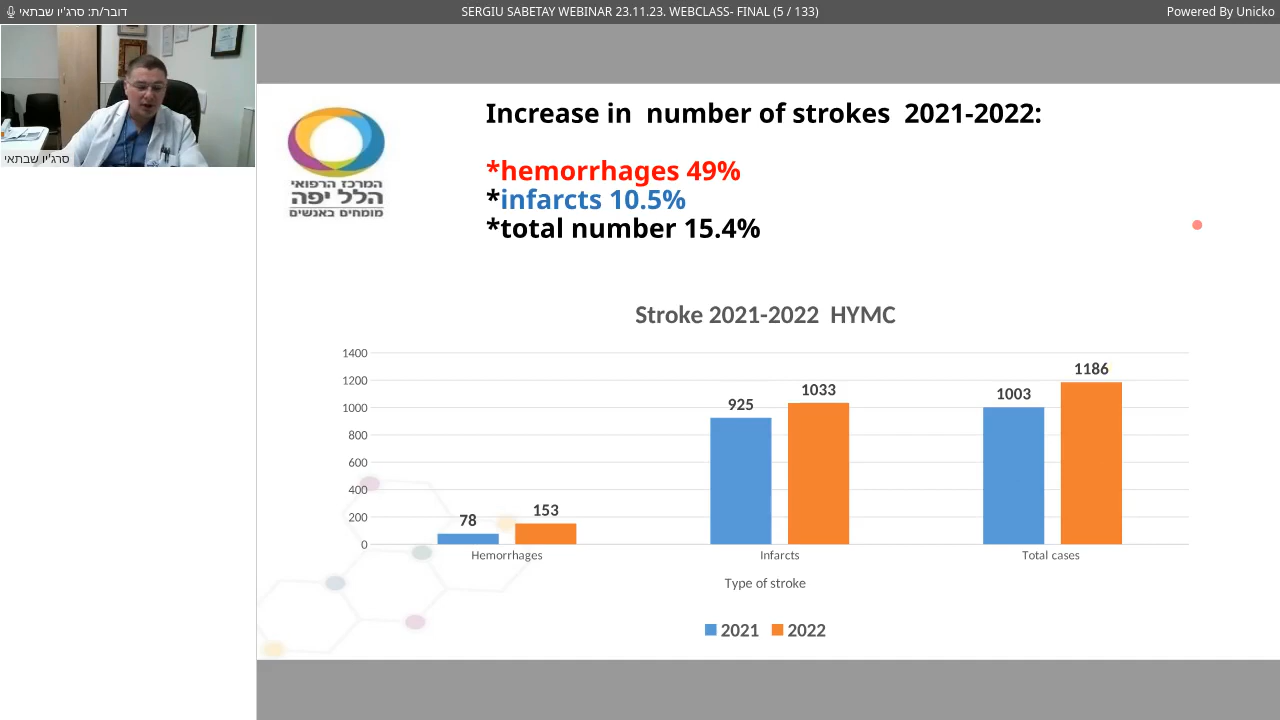 דובר/ת: סרג'יו שבתאי
SERGIU SABETAY WEBINAR 23.11.23. WEBCLASS- FINAL (5 / 133)
Powered By Unicko
סרג'יו שבתאי
המרכז הרפואי
הלל יפה
מומחים באנשים
Increase in number of strokes 2021-2022:
*hemorrhages 49%
*infarcts 10.5%
*total number 15.4%
Stroke 2021-2022 HYMC
1400
1200
1000
800
600
400
200
0
78
153
925
1033
1003
1186
Hemorrhages
Infarcts
Total cases
Type of stroke
2021
2022